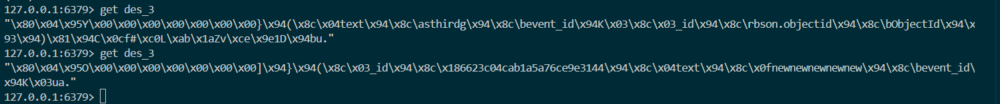 127.0.0.1:6379> get des_3
"\x80\x04\x95Y\x00\x00\x00\x00\x00\x00\x00}\x94(\x8c\x04text\x94\x8c\asthirdg\x94\x8c\bevent_id\x94K\x03\x8c\x03_id\x94\x8c\rbson.objectid\x94\x8c\bObjectId\x94\x
93\x94)\x81\x94C\x0cf#\xc0L\xab\x1aZv\xce\x9e1D\x94bu."
127.0.0.1:6379> get des_3
"\x80\x04\x95O\x00\x00\x00\x00\x00\x00\x00]\x94}\x94(\x8c\x03_id\x94\x8c\x186623c04cab1a5a76ce9e3144\x94\x8c\x04text\x94\x8c\x0fnewnewnewnewnew\x94\x8c\bevent_id\
x94K\x03ua."
127.0.0.1:6379>